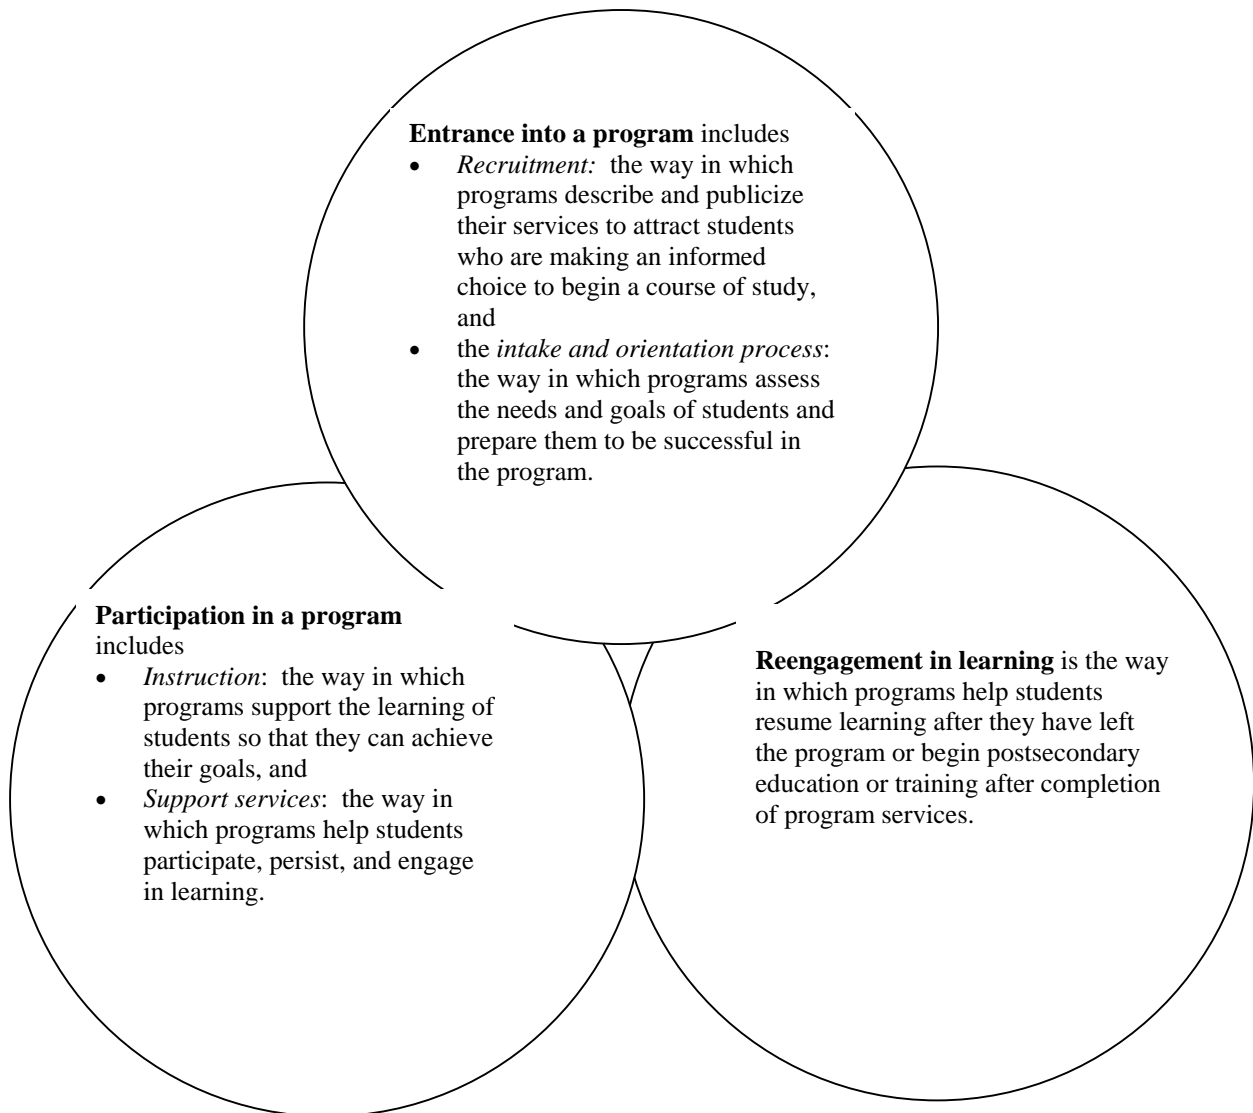 Entrance into a program includes
• Recruitment: the way in which
programs describe and publicize
their services to attract students
who are making an informed
choice to begin a course of study,
and
• the intake and orientation process:
the way in which programs assess
the needs and goals of students and
prepare them to be successful in
the program.
Participation in a program
includes
• Instruction: the way in which
programs support the learning of
students so that they can achieve
their goals, and
• Support services: the way in
which programs help students
participate, persist, and engage
in learning.
Reengagement in learning is the way
in which programs help students
resume learning after they have left
the program or begin postsecondary
education or training after completion
of program services.